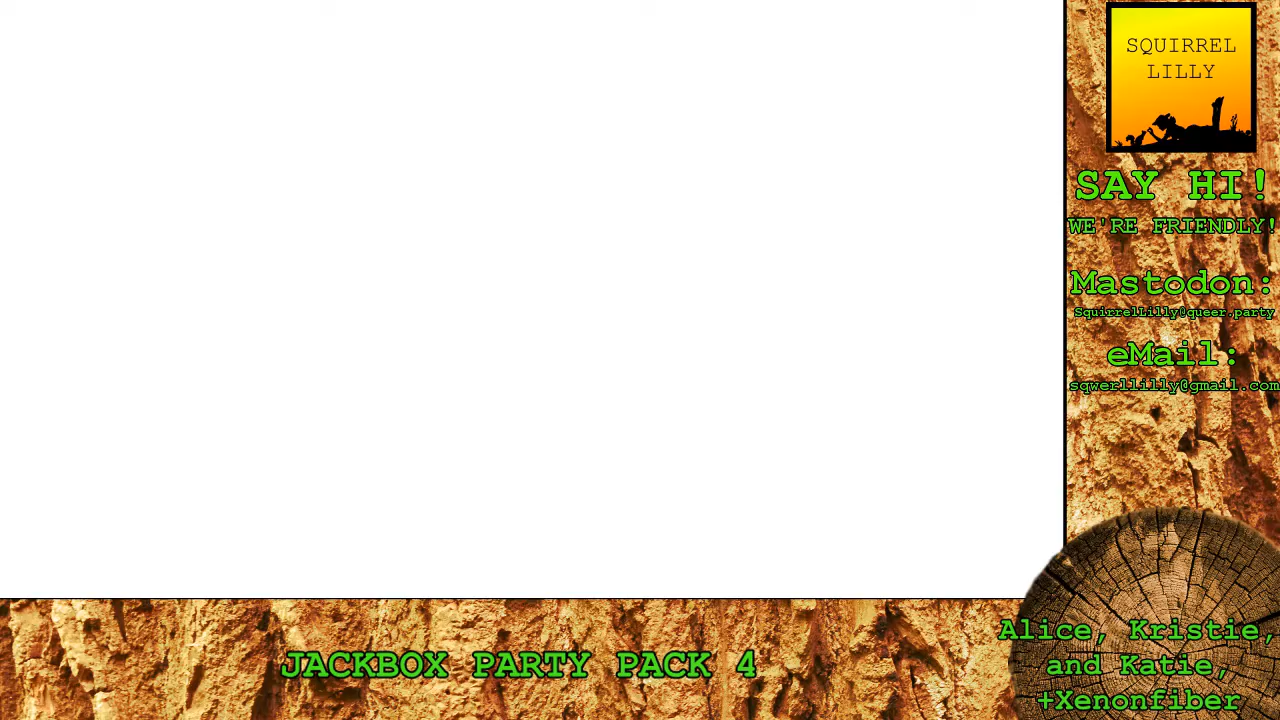 SQUIRREL
LILLY
SAY HI!
WE'RE FRIENDLY!
Mastodon:
SquirrelLilly@queer.party
eMail:
sqwerllilly@gmail.com
JACKBOX PARTY PACK 4
Alice, Kristie,
and Katie,
+Xenonfiber